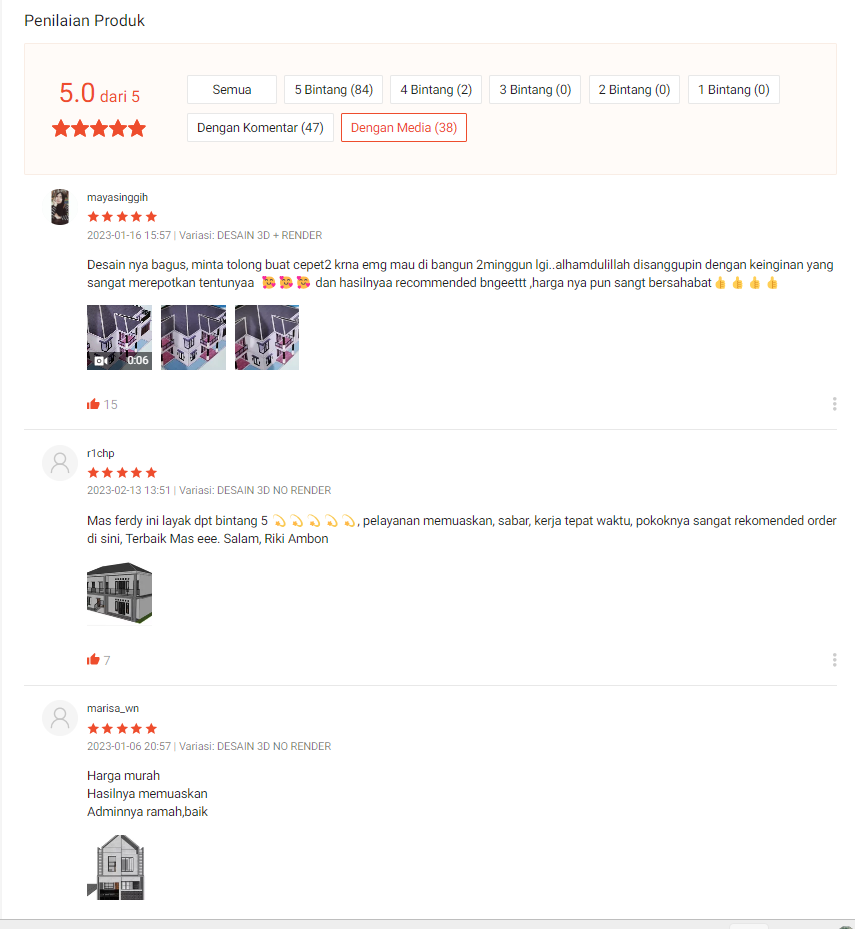 Penilaian Produk
5.0 dari 5
Semua
5 Bintang (84)
4 Bintang (2)
3 Bintang (0)
2 Bintang (0)
1 Bintang (0)
Dengan Komentar (47)
Dengan Media (38)
mayasinggih
2023-01-16 15:57 | Variasi: DESAIN 3D + RENDER
Desain nya bagus, minta tolong buat cepet2 krna emg mau di bangun 2minggun lgi..alhamdulillah disanggupin dengan keinginan yang
sangat merepotkan tentunyaa 🥰🥰🥰 dan hasilnyaa recommended bngeettt ,harga nya pun sangt bersahabat👍👍👍👍
0:06
15
r1chp
2023-02-13 13:51 | Variasi: DESAIN 3D NO RENDER
Mas ferdy ini layak dpt bintang 5 💫💫💫💫💫, pelayanan memuaskan, sabar, kerja tepat waktu, pokoknya sangat rekomended order
di sini, Terbaik Mas eee. Salam, Riki Ambon
7
marisa_wn
2023-01-06 20:57 | Variasi: DESAIN 3D NO RENDER
Harga murah
Hasilnya memuaskan
Adminnya ramah,baik